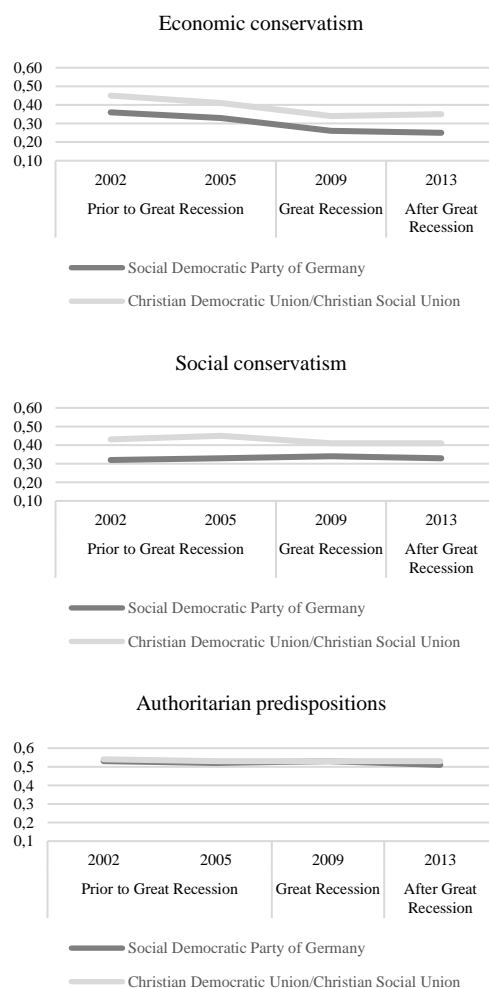 Economic conservatism
0,60
0,50
0,40
0,30
0,20
0,10
2002 2005 2009 2013
Prior to Great Recession Great Recession After Great
Recession
Social Democratic Party of Germany
Christian Democratic Union/Christian Social Union
Social conservatism
0,60
0,50
0,40
0,30
0,20
0,10
2002 2005 2009 2013
Prior to Great Recession Great Recession After Great
Recession
Social Democratic Party of Germany
Christian Democratic Union/Christian Social Union
Authoritarian predispositions
0,6
0,5
0,4
0,3
0,2
0,1
2002 2005 2009 2013
Prior to Great Recession Great Recession After Great
Recession
Social Democratic Party of Germany
Christian Democratic Union/Christian Social Union